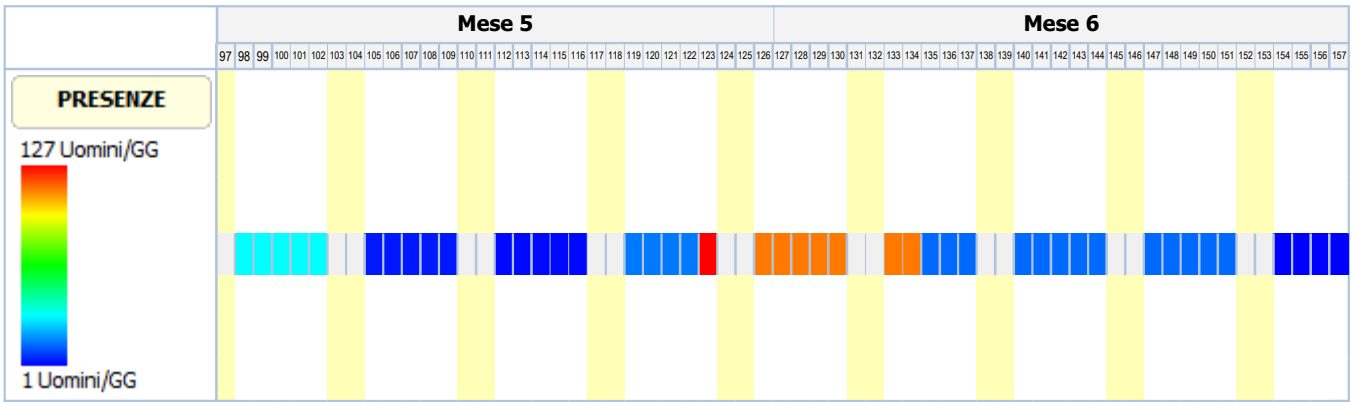 Mese 5 Mese 6
97 98 99 100 101 102 103 104 105 106 107 108 109 110 111 112 113 114 115 116 117 118 119 120 121 122 123 124 125 126 127 128 129 130 131 132 133 134 135 136 137 138 139 140 141 142 143 144 145 146 147 148 149 150 151 152 153 154 155 156 157
PRESENZE
127 Uomini/GG
1 Uomini/GG